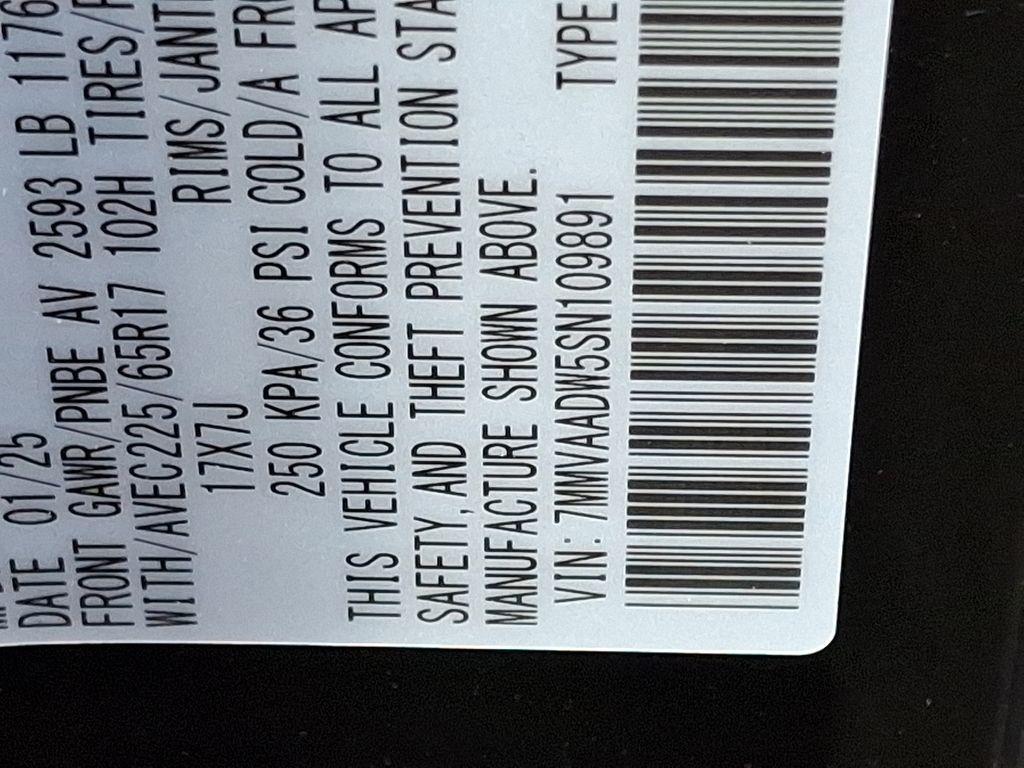 DATE 01/25
FRONT GAWR/PNBE AV 2593 LB 1176
WITH/AVEC225/65R17 102H TIRES/
17X7J RIMS/JANT
250 KPA/36 PSI COLD/A FR
THIS VEHICLE CONFORMS TO ALL AP
SAFETY,AND THEFT PREVENTION STA
MANUFACTURE SHOWN ABOVE.
VIN:7MMVAADW5SN109891 TYPE